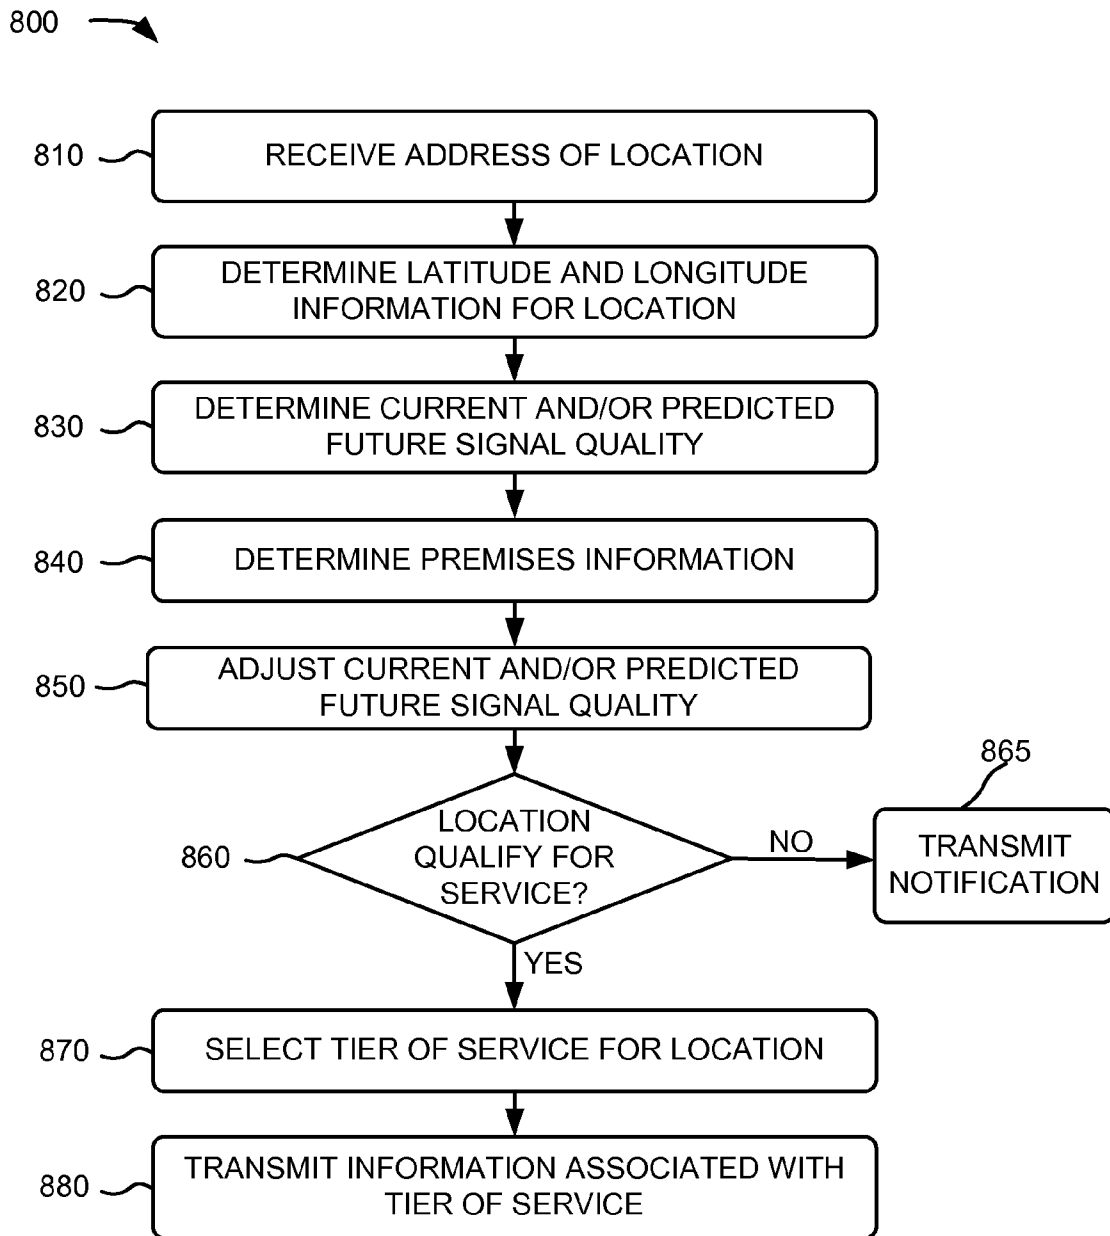 800
810
RECEIVE ADDRESS OF LOCATION
820
DETERMINE LATITUDE AND LONGITUDE
INFORMATION FOR LOCATION
830
DETERMINE CURRENT AND/OR PREDICTED
FUTURE SIGNAL QUALITY
840
DETERMINE PREMISES INFORMATION
850
ADJUST CURRENT AND/OR PREDICTED
FUTURE SIGNAL QUALITY
860
LOCATION
QUALIFY FOR
SERVICE?
NO
865
TRANSMIT
NOTIFICATION
YES
870
SELECT TIER OF SERVICE FOR LOCATION
880
TRANSMIT INFORMATION ASSOCIATED WITH
TIER OF SERVICE